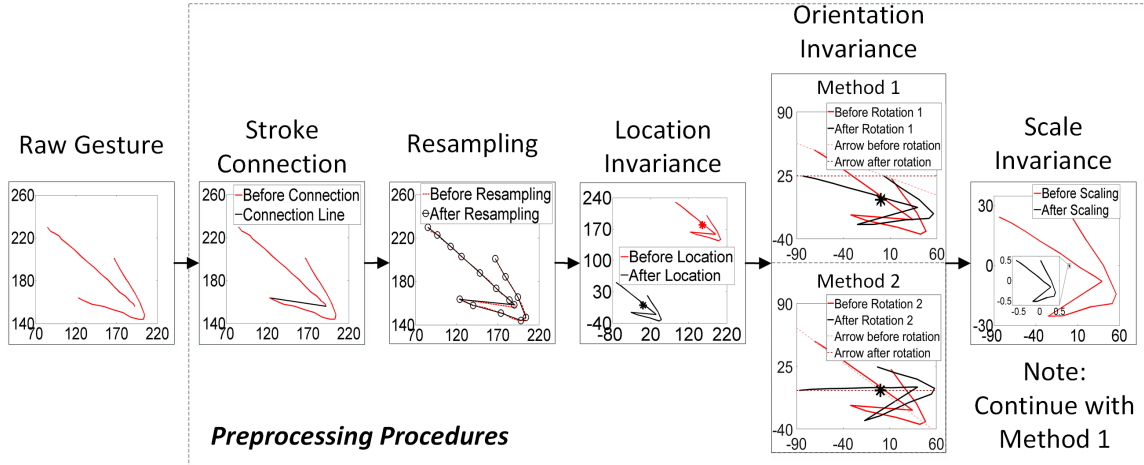 Raw Gesture
260
220
180
140
70
120
170
220
Stroke
Connection
260
220
180
140
70
120
170
220
Before Connection
Connection Line
Resampling
260
220
180
140
70
120
170
220
Before Resampling
After Resampling
Location
Invariance
240
170
100
30
-40
-80
20
120
220
Before Location
After Location
Orientation
Invariance
Method 1
90
25
-40
-90
-40
10
60
Before Rotation 1
After Rotation 1
Arrow before rotation
Arrow after rotation
Method 2
90
25
-40
-90
-40
10
60
Before Rotation 2
After Rotation 2
Arrow before rotation
Arrow after rotation
Scale
Invariance
30
0
-30
-90
-40
10
60
Before Scaling
After Scaling
0.5
0
-0.5
-0.5
0
0.5
Note:
Continue with
Method 1
Preprocessing Procedures